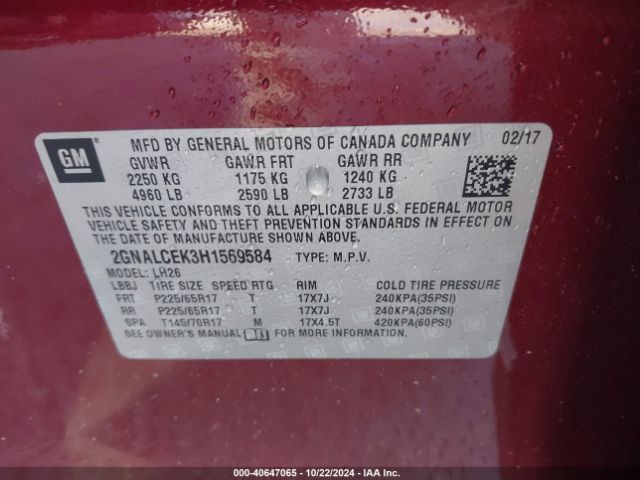 GM
MFD BY GENERAL MOTORS OF CANADA COMPANY 02/17
GVWR GAWR FRT GAWR RR
2250 KG 1175 KG 1240 KG
4960 LB 2590 LB 2733 LB
THIS VEHICLE CONFORMS TO ALL APPLICABLE U.S. FEDERAL MOTOR
VEHICLE SAFETY AND THEFT PREVENTION STANDARDS IN EFFECT ON
THE DATE OF MANUFACTURE SHOWN ABOVE.
2GNALCEK3H1569584 TYPE: M.P.V.
MODEL: LH26
LBBJ TIRE SIZE SPEED RTG RIM COLD TIRE PRESSURE
FRT P225/65R17 T 17X7J 240KPA(35PSI)
RR P225/65R17 T 17X7J 240KPA(35PSI)
SPA T145/70R17 M 17X4.5T 420KPA(60PSI)
SEE OWNER'S MANUAL FOR MORE INFORMATION.
000-40647065 - 10/22/2024 - IAA Inc.